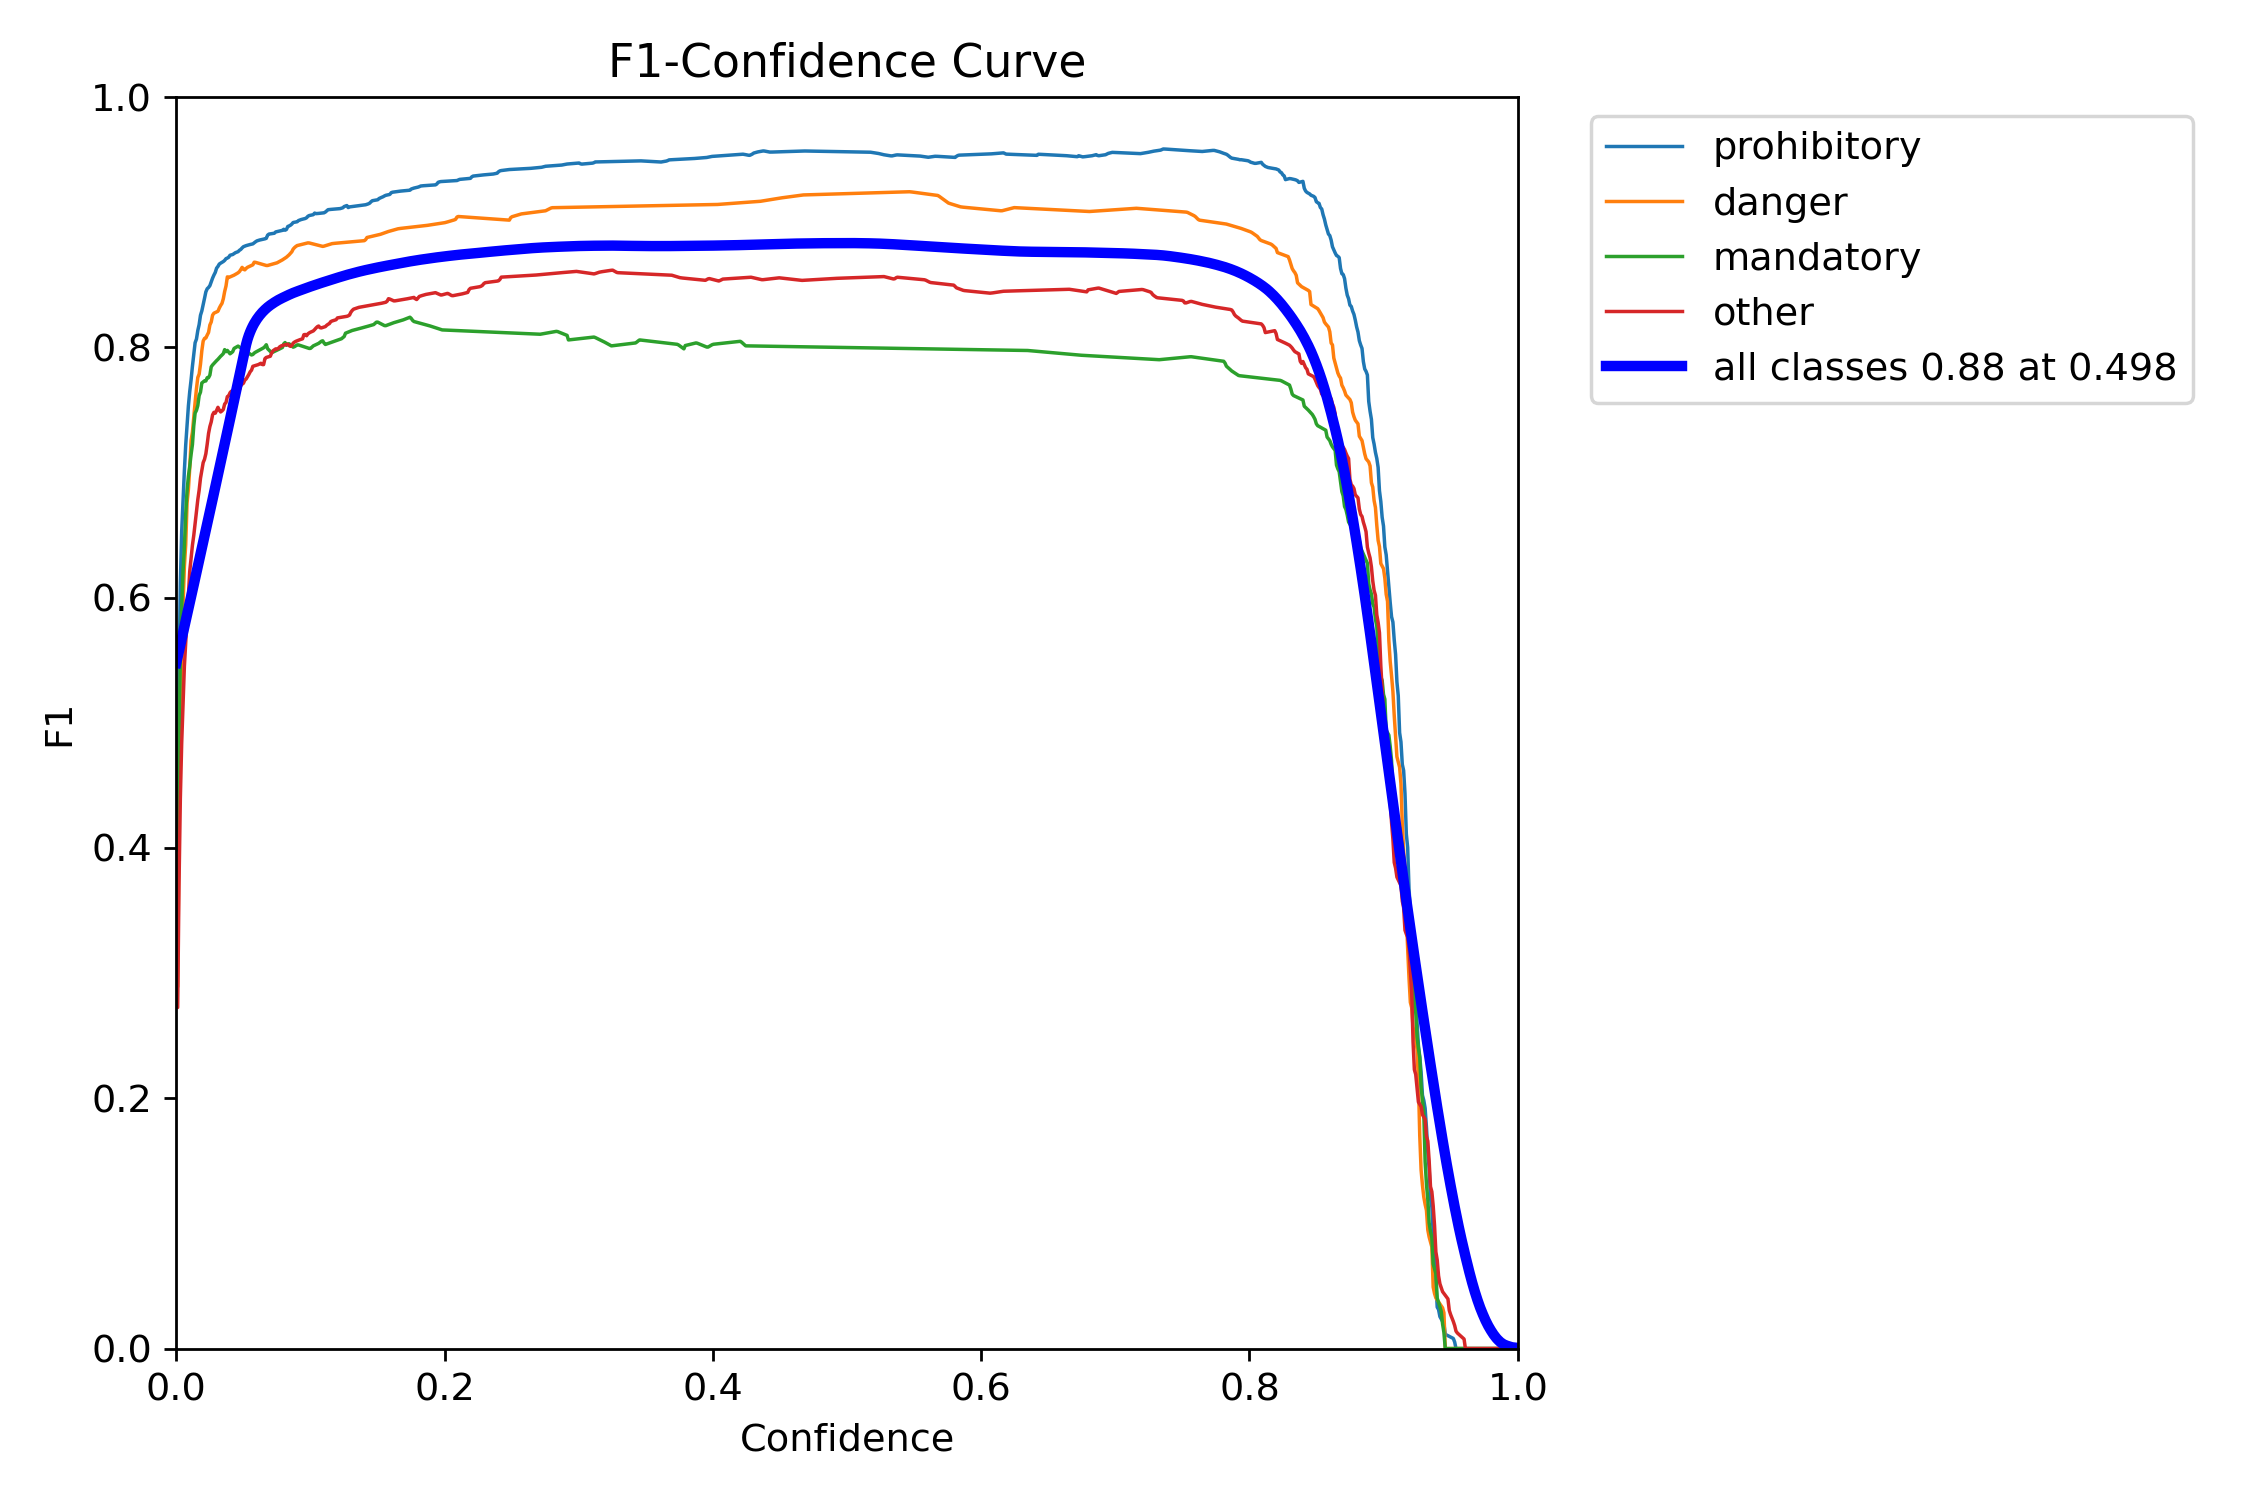 F1-Confidence Curve
1.0
0.8
0.6
0.4
0.2
0.0
F1
0.0 0.2 0.4 0.6 0.8 1.0
Confidence
prohibitory
danger
mandatory
other
all classes 0.88 at 0.498